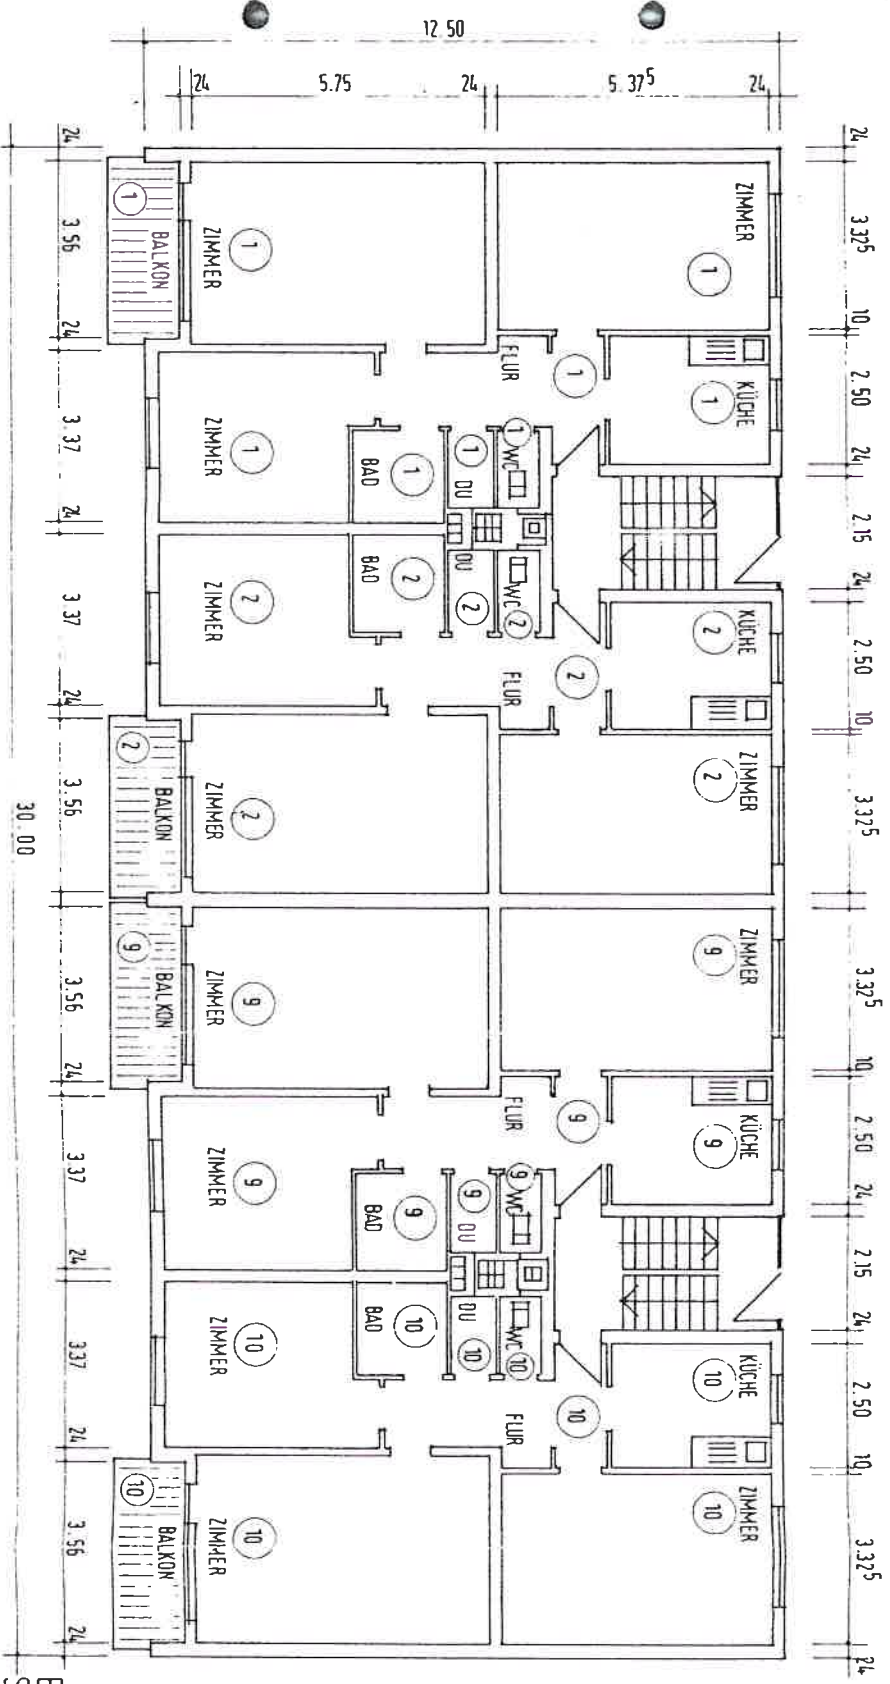 12.50
24 5.75 24 5.37⁵ 24
24 3.32⁵ 10 2.50 24 2.15 24 2.50 10 3.32⁵ 3.32⁵ 10 2.50 24 2.15 24 2.50 10 3.32⁵ 24
ZIMMER
1
KÜCHE
1
KÜCHE
2
ZIMMER
2
ZIMMER
9
KÜCHE
9
KÜCHE
10
ZIMMER
10
FLUR
1
WC
1
WC
2
FLUR
2
FLUR
9
WC
9
WC
10
FLUR
10
DU
1
DU
2
DU
9
DU
10
BAD
1
BAD
2
BAD
9
BAD
10
ZIMMER
1
ZIMMER
1
ZIMMER
2
ZIMMER
2
ZIMMER
9
ZIMMER
9
ZIMMER
10
ZIMMER
10
BALKON
1
BALKON
2
BALKON
9
BALKON
10
24 3.56 24 3.37 24 3.37 24 3.56 3.56 24 3.37 24 3.37 24 3.56 24
30.00